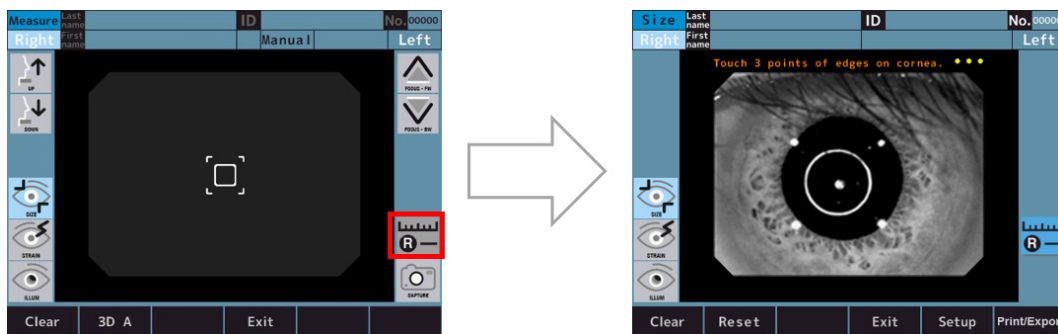 Measure Last name ID No. 00000
Right First name Manual Left
UP
DOWN
FOCUS・FW
FOCUS・BW
SIZE
STRAIN
ILLUM
R
CAPTURE
Clear 3D A Exit
Size Last name ID No. 0000
Right First name Left
Touch 3 points of edges on cornea.
SIZE
STRAIN
ILLUM
R
Clear Reset Exit Setup Print/Expor